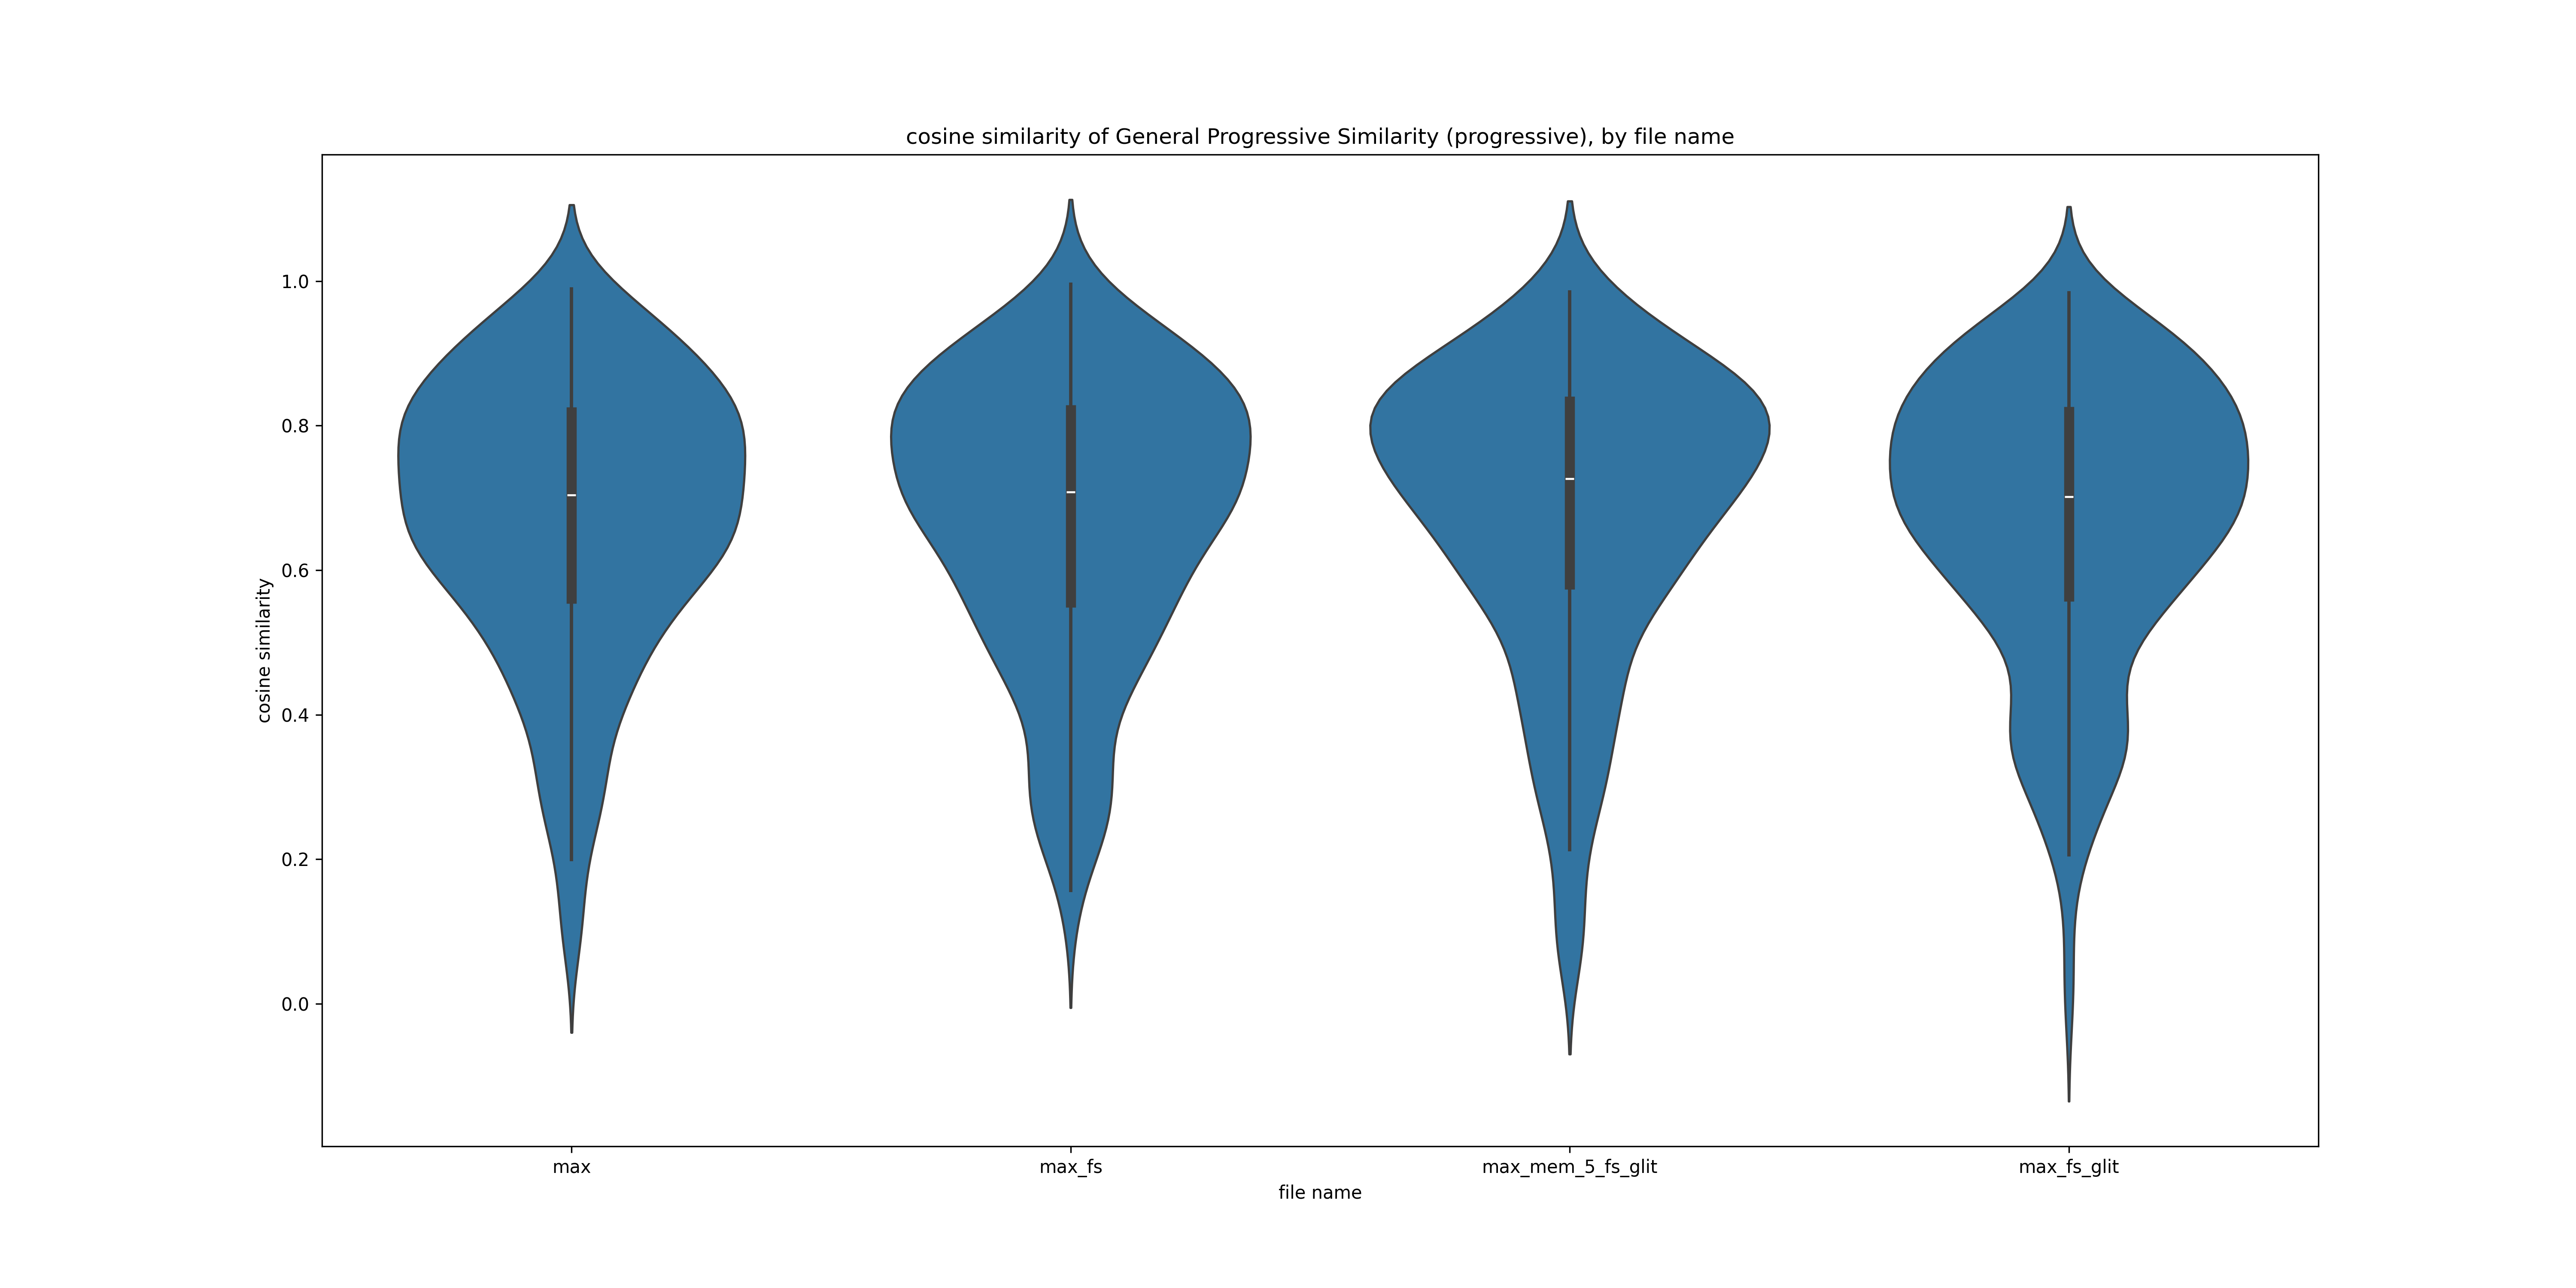 cosine similarity of General Progressive Similarity (progressive), by file name
cosine similarity
1.0
0.8
0.6
0.4
0.2
0.0
max
max_fs
max_mem_5_fs_glit
max_fs_glit
file name